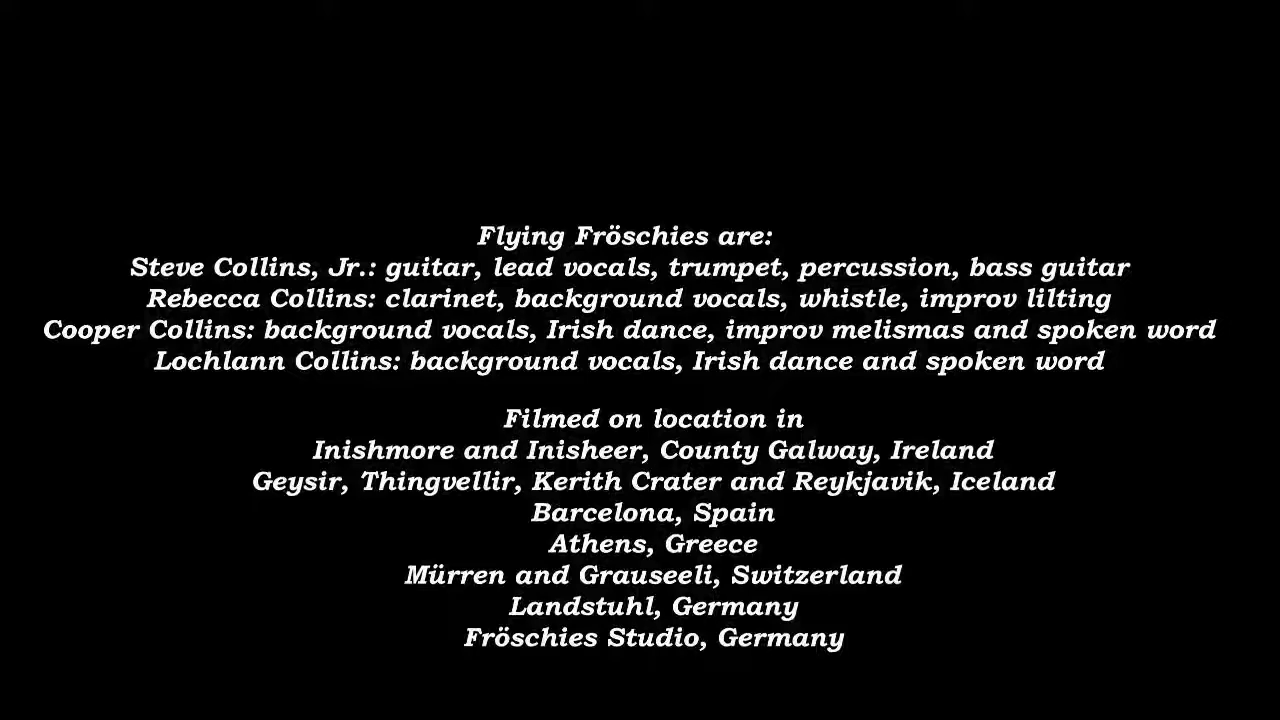 Flying Fröschies are:
Steve Collins, Jr.: guitar, lead vocals, trumpet, percussion, bass guitar
Rebecca Collins: clarinet, background vocals, whistle, improv lilting
Cooper Collins: background vocals, Irish dance, improv melismas and spoken word
Lochlann Collins: background vocals, Irish dance and spoken word
Filmed on location in
Inishmore and Inisheer, County Galway, Ireland
Geysir, Thingvellir, Kerith Crater and Reykjavik, Iceland
Barcelona, Spain
Athens, Greece
Mürren and Grauseeli, Switzerland
Landstuhl, Germany
Fröschies Studio, Germany